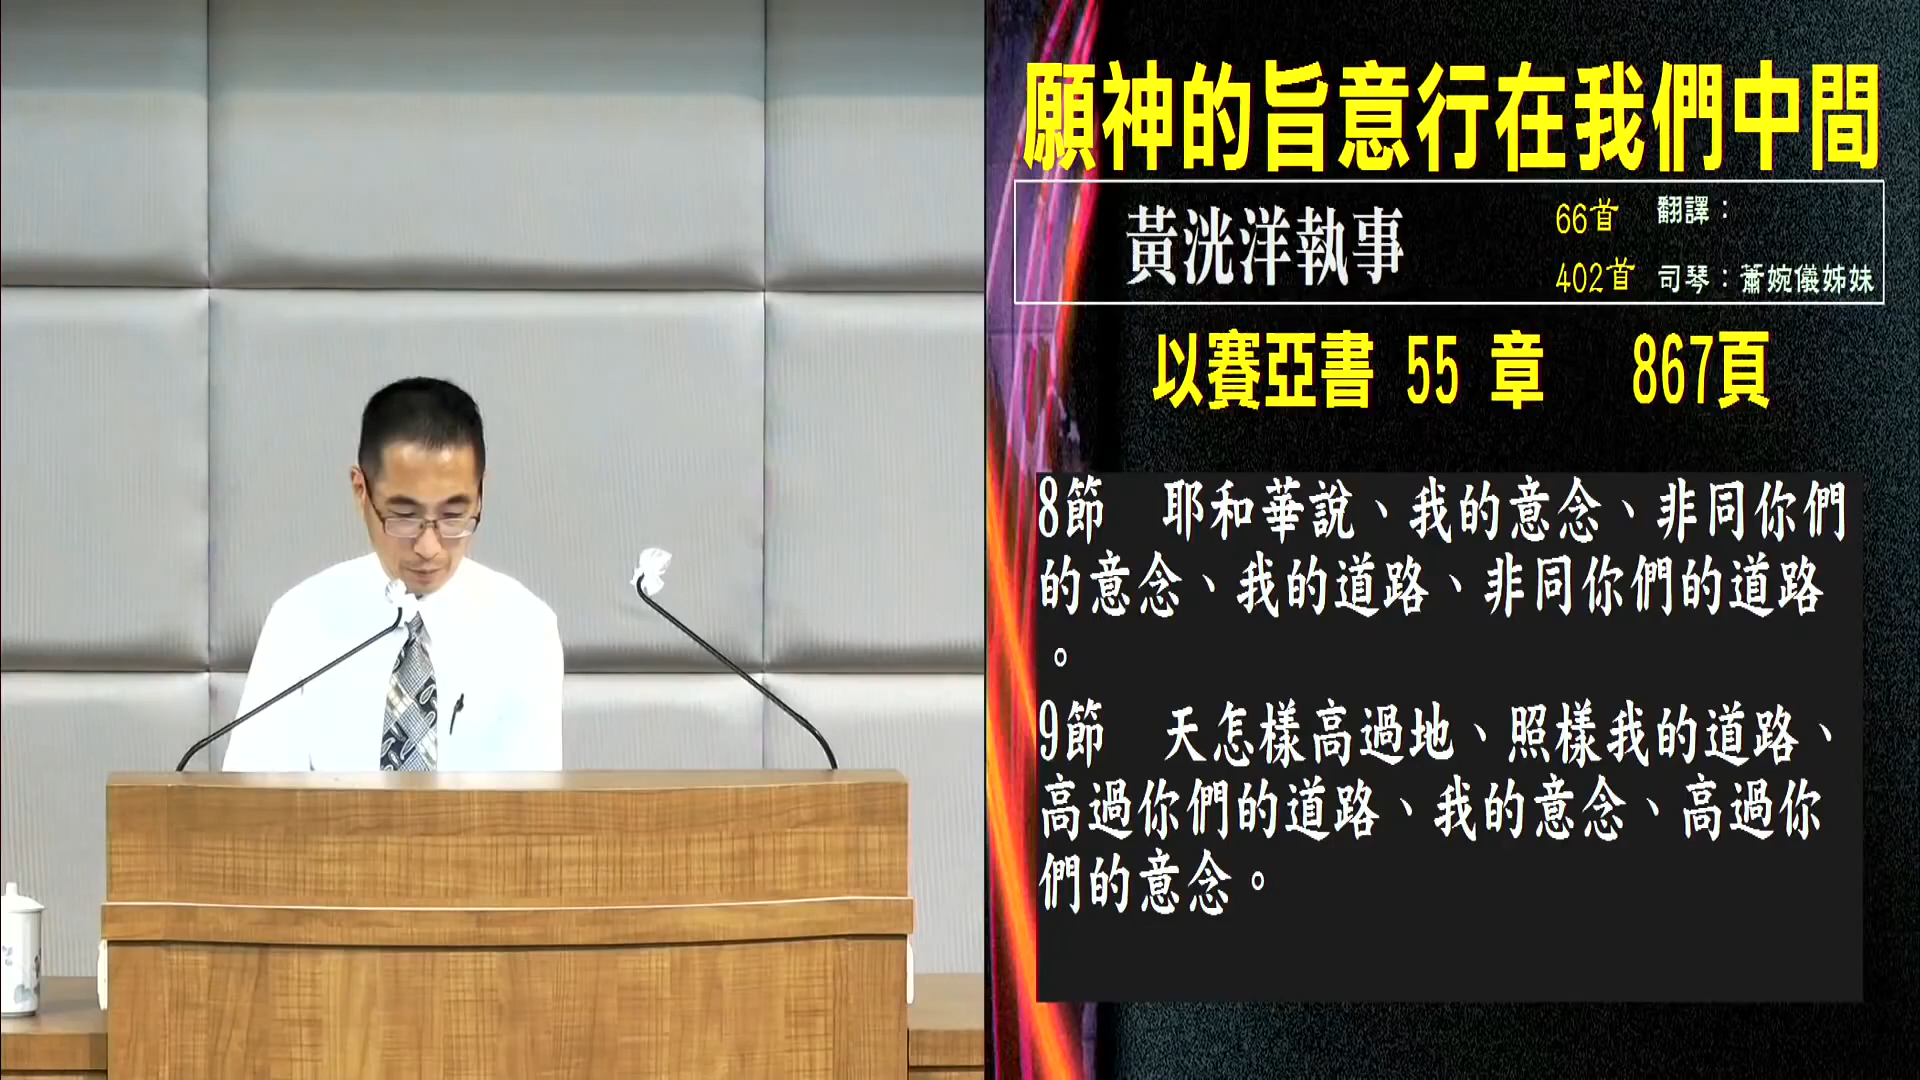 願神的旨意行在我們中間
黃洸洋執事
66首
翻譯：
402首
司琴：蕭婉儀姊妹
以賽亞書 55 章 867頁
8節 耶和華說、我的意念、非同你們
的意念、我的道路、非同你們的道路
。
9節 天怎樣高過地、照樣我的道路、
高過你們的道路、我的意念、高過你
們的意念。